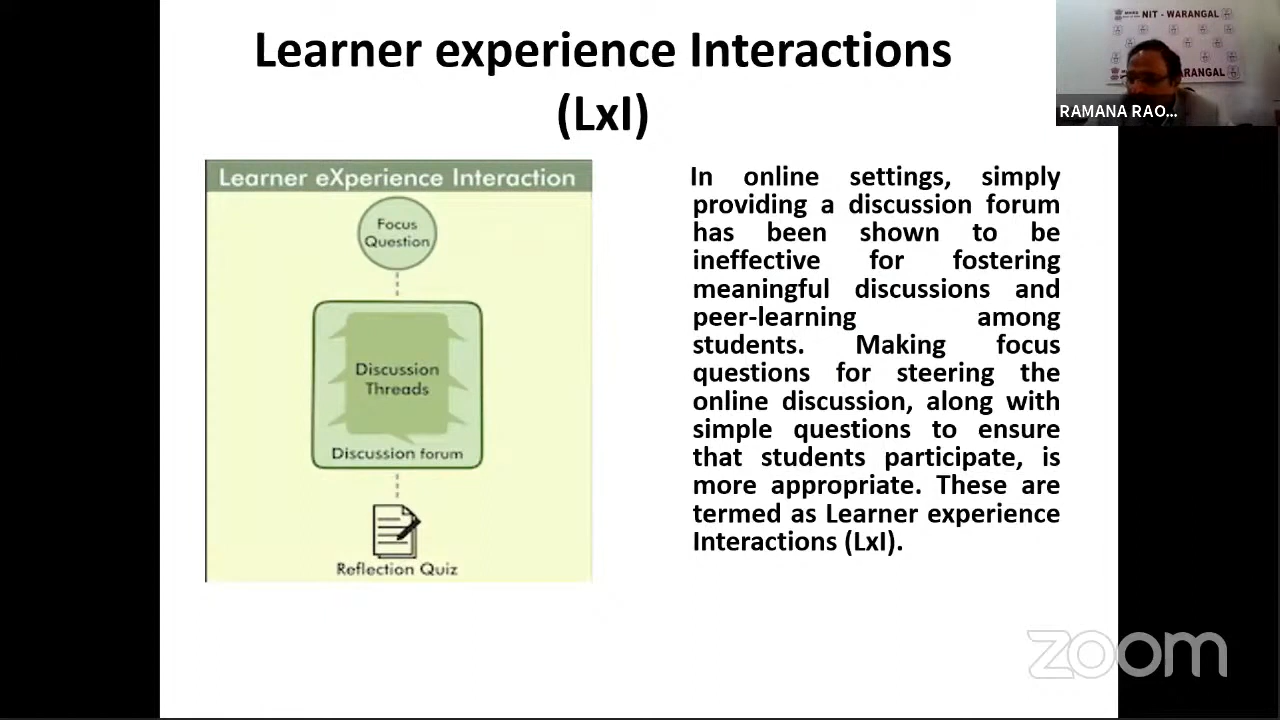 Learner experience Interactions
(LxI)
NIT - WARANGAL
WARANGAL
RAMANA RAO...
Learner eXperience Interaction
Focus
Question
Discussion
Threads
Discussion forum
Reflection Quiz
In online settings, simply
providing a discussion forum
has been shown to be
ineffective for fostering
meaningful discussions and
peer-learning among
students. Making focus
questions for steering the
online discussion, along with
simple questions to ensure
that students participate, is
more appropriate. These are
termed as Learner experience
Interactions (LxI).
zoom